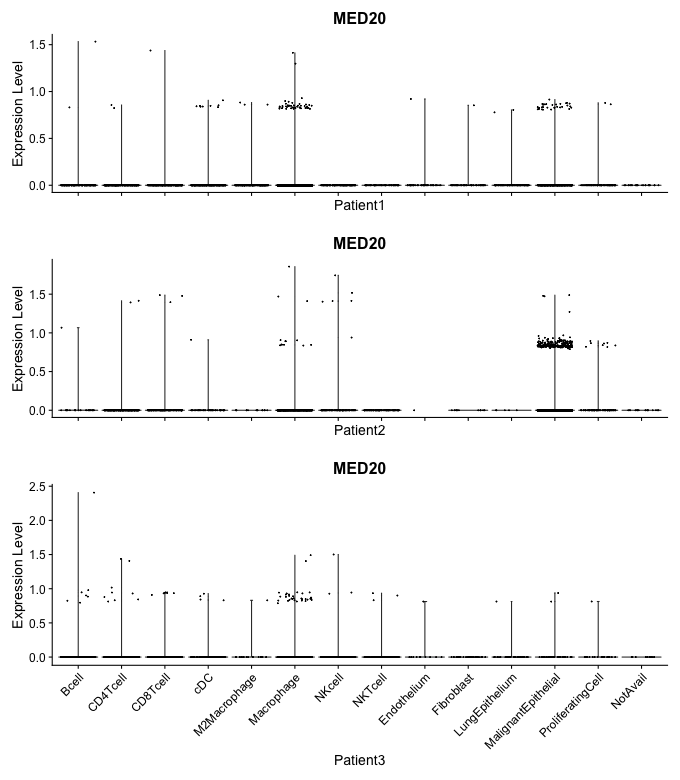 MED20
Expression Level
1.5
1.0
0.5
0.0
Patient1
MED20
Expression Level
1.5
1.0
0.5
0.0
Patient2
MED20
Expression Level
2.5
2.0
1.5
1.0
0.5
0.0
Bcell
CD4Tcell
CD8Tcell
cDC
M2Macrophage
Macrophage
NKcell
NKTcell
Endothelium
Fibroblast
LungEpithelium
MalignantEpithelial
ProliferatingCell
NotAvail
Patient3